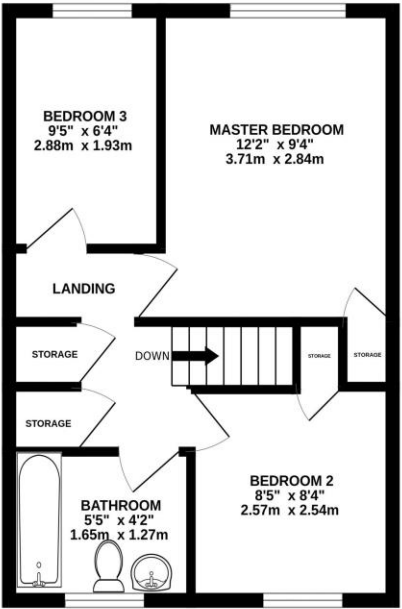 BEDROOM 3
9'5" x 6'4"
2.88m x 1.93m
MASTER BEDROOM
12'2" x 9'4"
3.71m x 2.84m
LANDING
STORAGE
DOWN
STORAGE
STORAGE
STORAGE
BEDROOM 2
8'5" x 8'4"
2.57m x 2.54m
BATHROOM
5'5" x 4'2"
1.65m x 1.27m